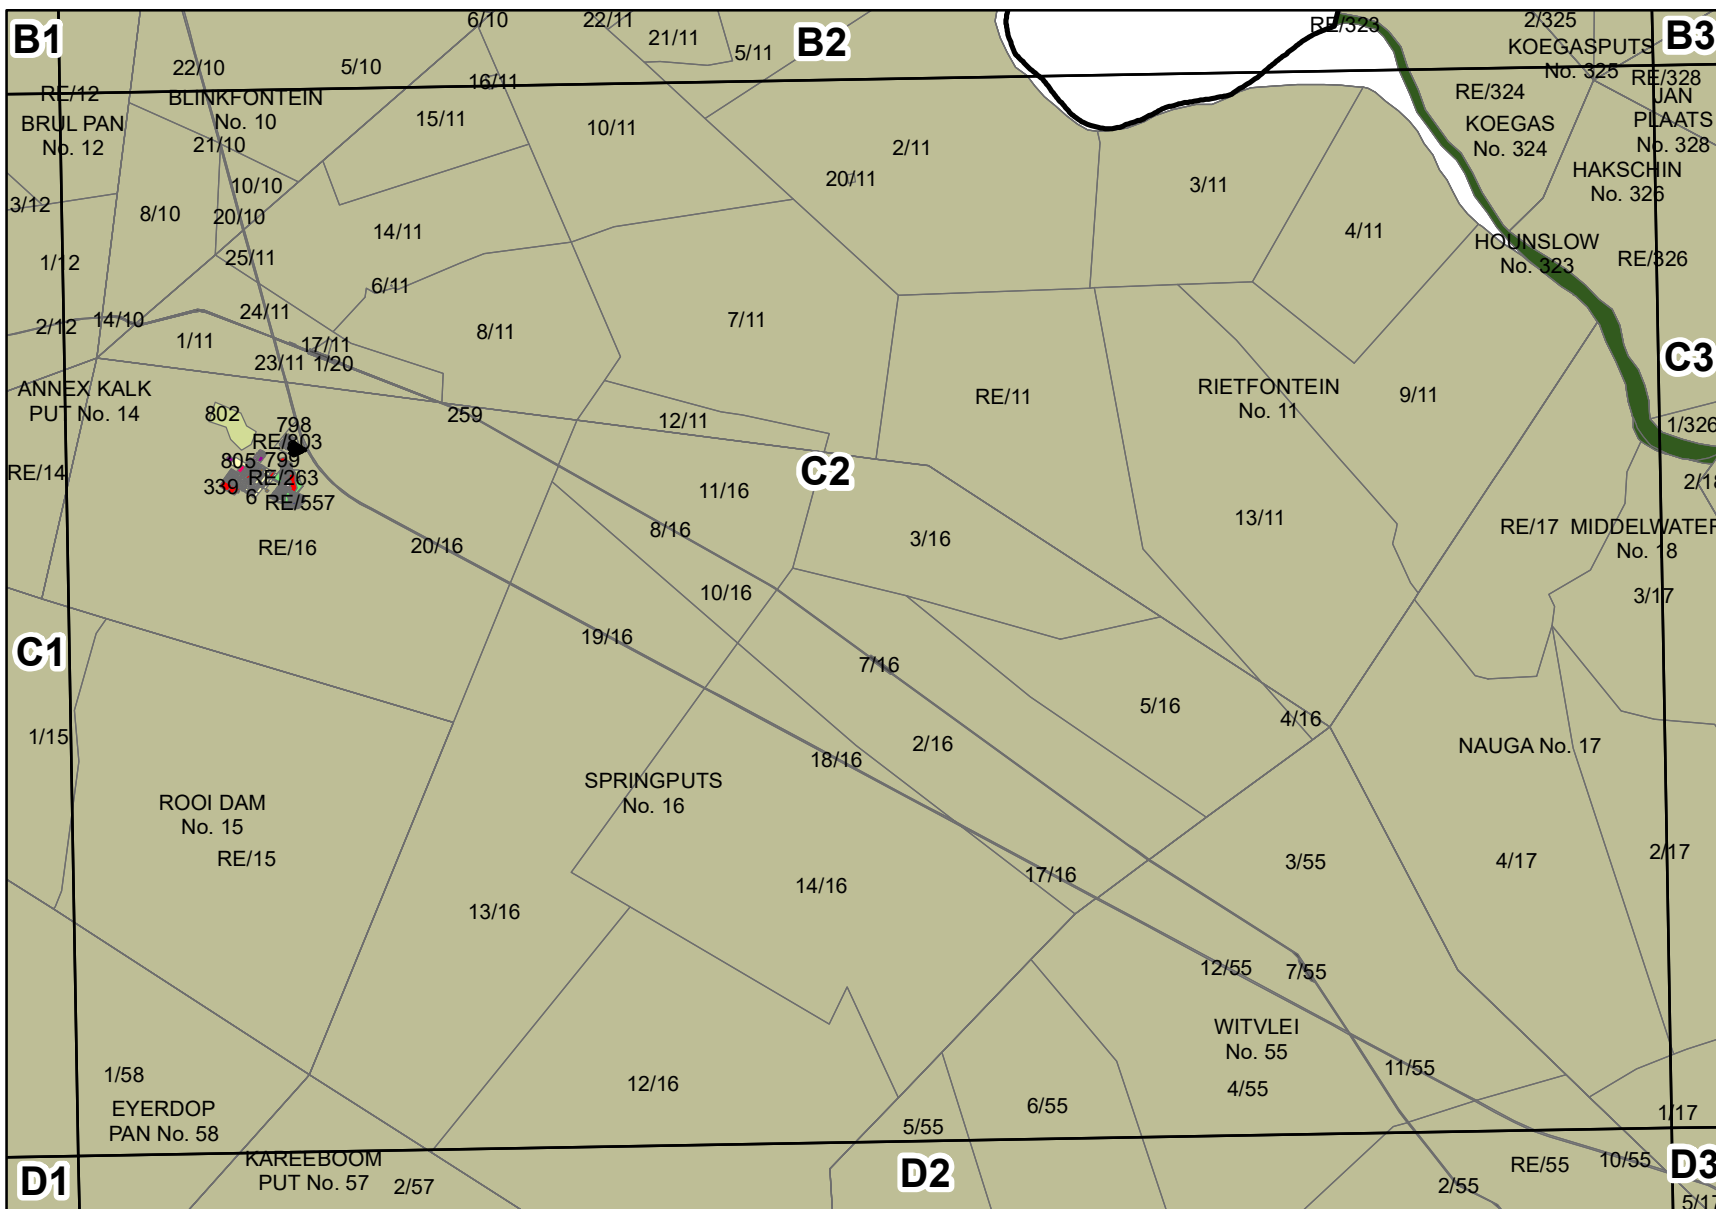 6/10
22/11
RE/323
2/325
B1
21/11
B2
B3
5/11
KOEGASPUTS
No. 325
22/10
5/10
16/11
RE/328
RE/12
BLINKFONTEIN
No. 10
RE/324
JAN
PLAATS
No. 328
BRUL PAN
No. 12
15/11
10/11
KOEGAS
No. 324
21/10
2/11
HAKSCHIN
No. 326
10/10
20/11
3/11
3/12
8/10
20/10
14/11
4/11
HOUNSLOW
No. 323
1/12
25/11
RE/326
6/11
24/11
2/12
14/10
7/11
1/11
17/11
8/11
23/11
1/20
C3
ANNEX KALK
PUT No. 14
RIETFONTEIN
No. 11
RE/11
9/11
802
259
12/11
798
1/326
RE/803
805
799
RE/14
C2
RE/263
339
6
RE/557
11/16
2/18
13/11
8/16
RE/17
MIDDELWATER
No. 18
RE/16
20/16
3/16
10/16
3/17
19/16
C1
7/16
5/16
4/16
1/15
2/16
NAUGA No. 17
18/16
SPRINGPUTS
No. 16
ROOI DAM
No. 15
RE/15
3/55
4/17
2/17
17/16
14/16
13/16
12/55
7/55
WITVLEI
No. 55
11/55
1/58
12/16
4/55
EYERDOP
PAN No. 58
6/55
1/17
5/55
KAREEBOOM
PUT No. 57
D1
2/57
D2
RE/55
10/55
D3
2/55
5/17